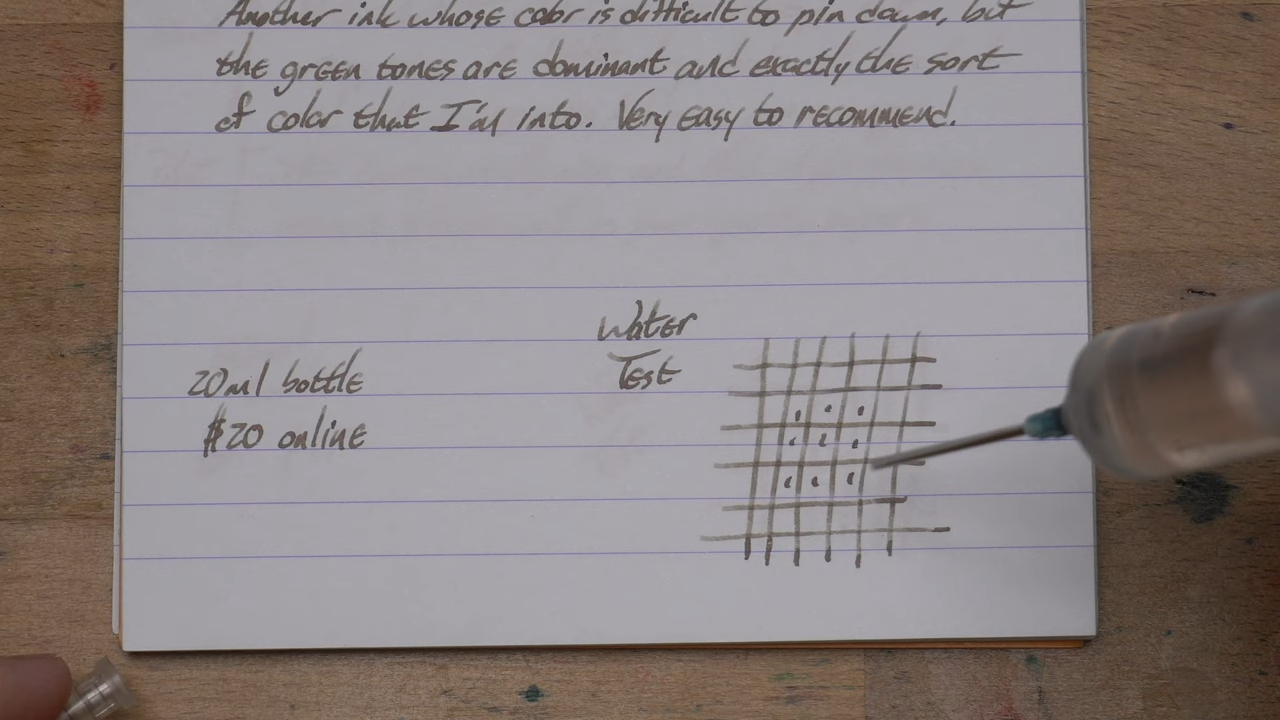 Another ink whose color is difficult to pin down, but
the green tones are dominant and exactly the sort
of color that I'm into. Very easy to recommend.
Water
Test
20ml bottle
$20 online